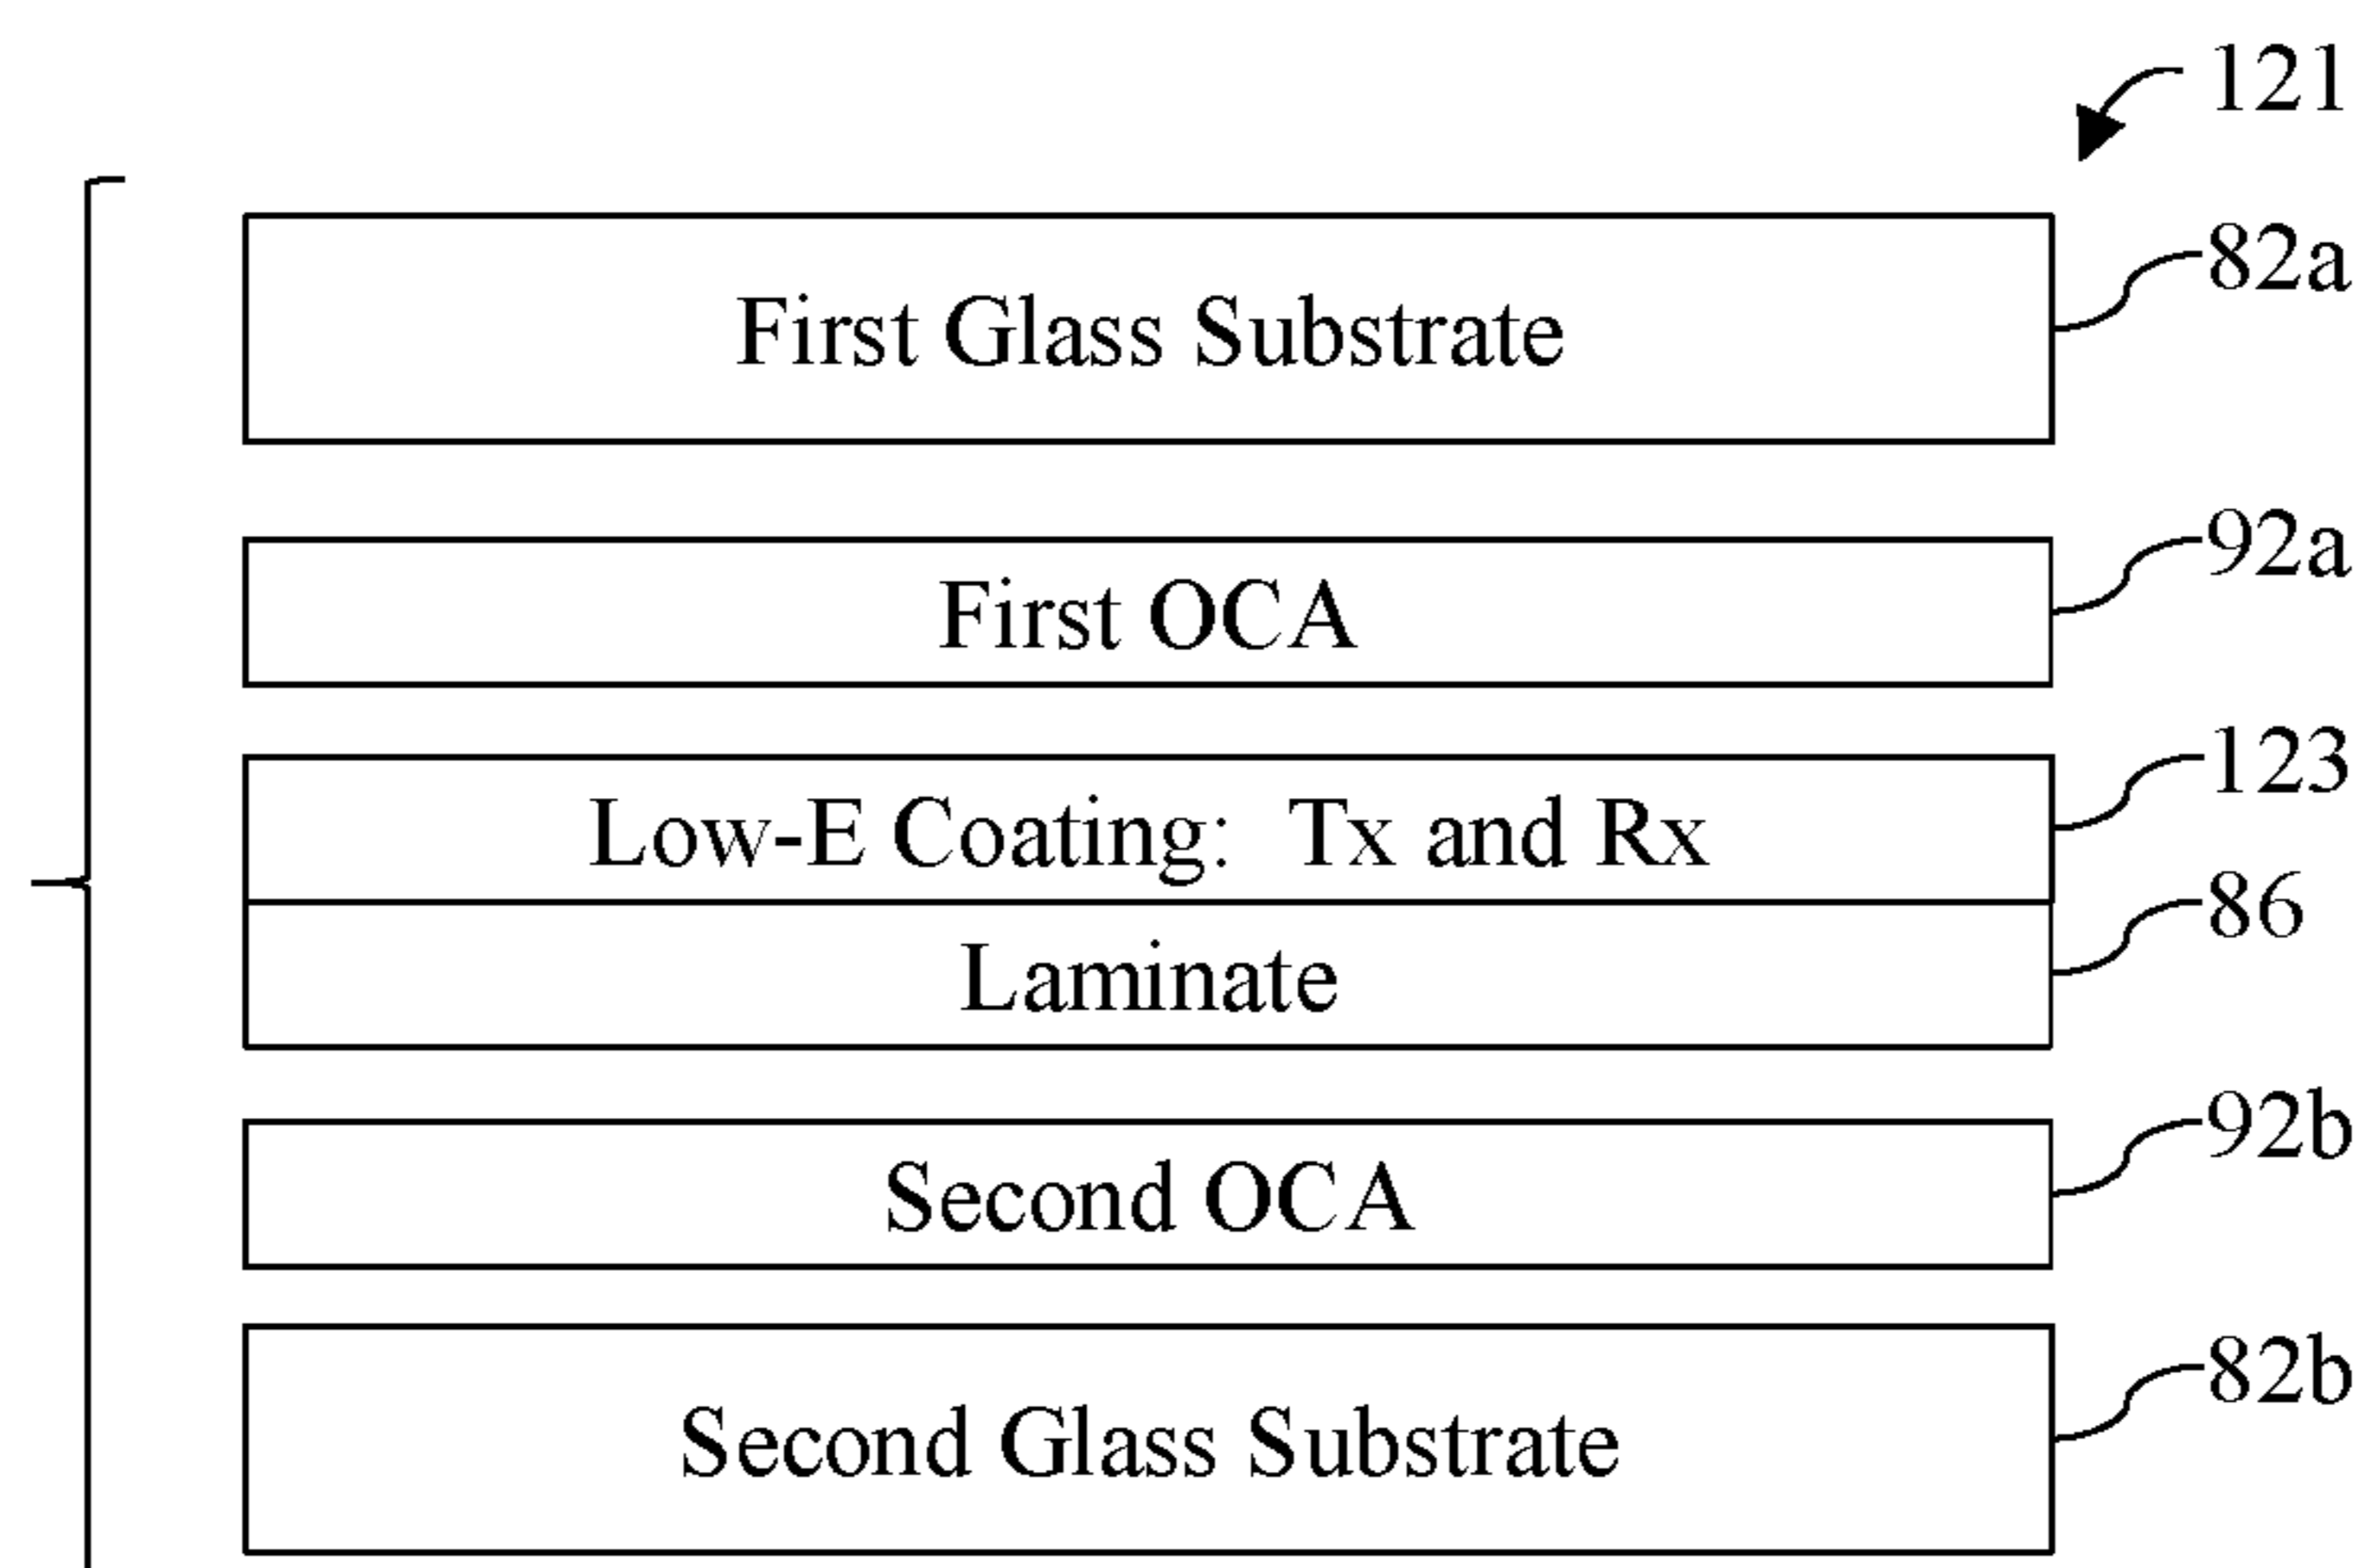 121
First Glass Substrate 82a
First OCA 92a
Low-E Coating: Tx and Rx 123
Laminate 86
Second OCA 92b
Second Glass Substrate 82b